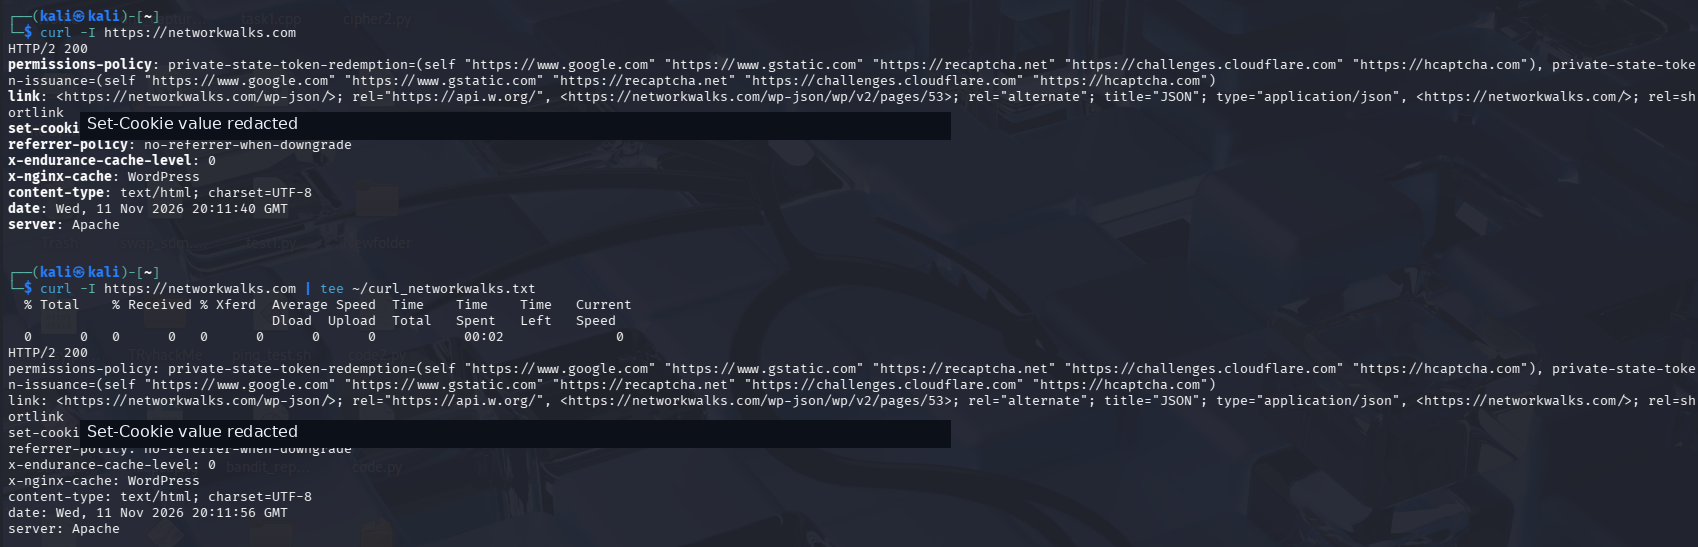 ┌──(kali㉿kali)-[~]
└─$ curl -I https://networkwalks.com
HTTP/2 200
permissions-policy: private-state-token-redemption=(self "https://www.google.com" "https://www.gstatic.com" "https://recaptcha.net" "https://challenges.cloudflare.com" "https://hcaptcha.com"), private-state-toke
n-issuance=(self "https://www.google.com" "https://www.gstatic.com" "https://recaptcha.net" "https://challenges.cloudflare.com" "https://hcaptcha.com")
link: <https://networkwalks.com/wp-json/>; rel="https://api.w.org/", <https://networkwalks.com/wp-json/wp/v2/pages/53>; rel="alternate"; title="JSON"; type="application/json", <https://networkwalks.com/>; rel=sh
ortlink
set-cooki Set-Cookie value redacted
referrer-policy: no-referrer-when-downgrade
x-endurance-cache-level: 0
x-nginx-cache: WordPress
content-type: text/html; charset=UTF-8
date: Wed, 11 Nov 2026 20:11:40 GMT
server: Apache
┌──(kali㉿kali)-[~]
└─$ curl -I https://networkwalks.com | tee ~/curl_networkwalks.txt
% Total % Received % Xferd Average Speed Time Time Time Current
Dload Upload Total Spent Left Speed
0 0 0 0 0 0 0 0 00:02 0
HTTP/2 200
permissions-policy: private-state-token-redemption=(self "https://www.google.com" "https://www.gstatic.com" "https://recaptcha.net" "https://challenges.cloudflare.com" "https://hcaptcha.com"), private-state-toke
n-issuance=(self "https://www.google.com" "https://www.gstatic.com" "https://recaptcha.net" "https://challenges.cloudflare.com" "https://hcaptcha.com")
link: <https://networkwalks.com/wp-json/>; rel="https://api.w.org/", <https://networkwalks.com/wp-json/wp/v2/pages/53>; rel="alternate"; title="JSON"; type="application/json", <https://networkwalks.com/>; rel=sh
ortlink
set-cooki Set-Cookie value redacted
referrer-policy: no-referrer-when-downgrade
x-endurance-cache-level: 0
x-nginx-cache: WordPress
content-type: text/html; charset=UTF-8
date: Wed, 11 Nov 2026 20:11:56 GMT
server: Apache